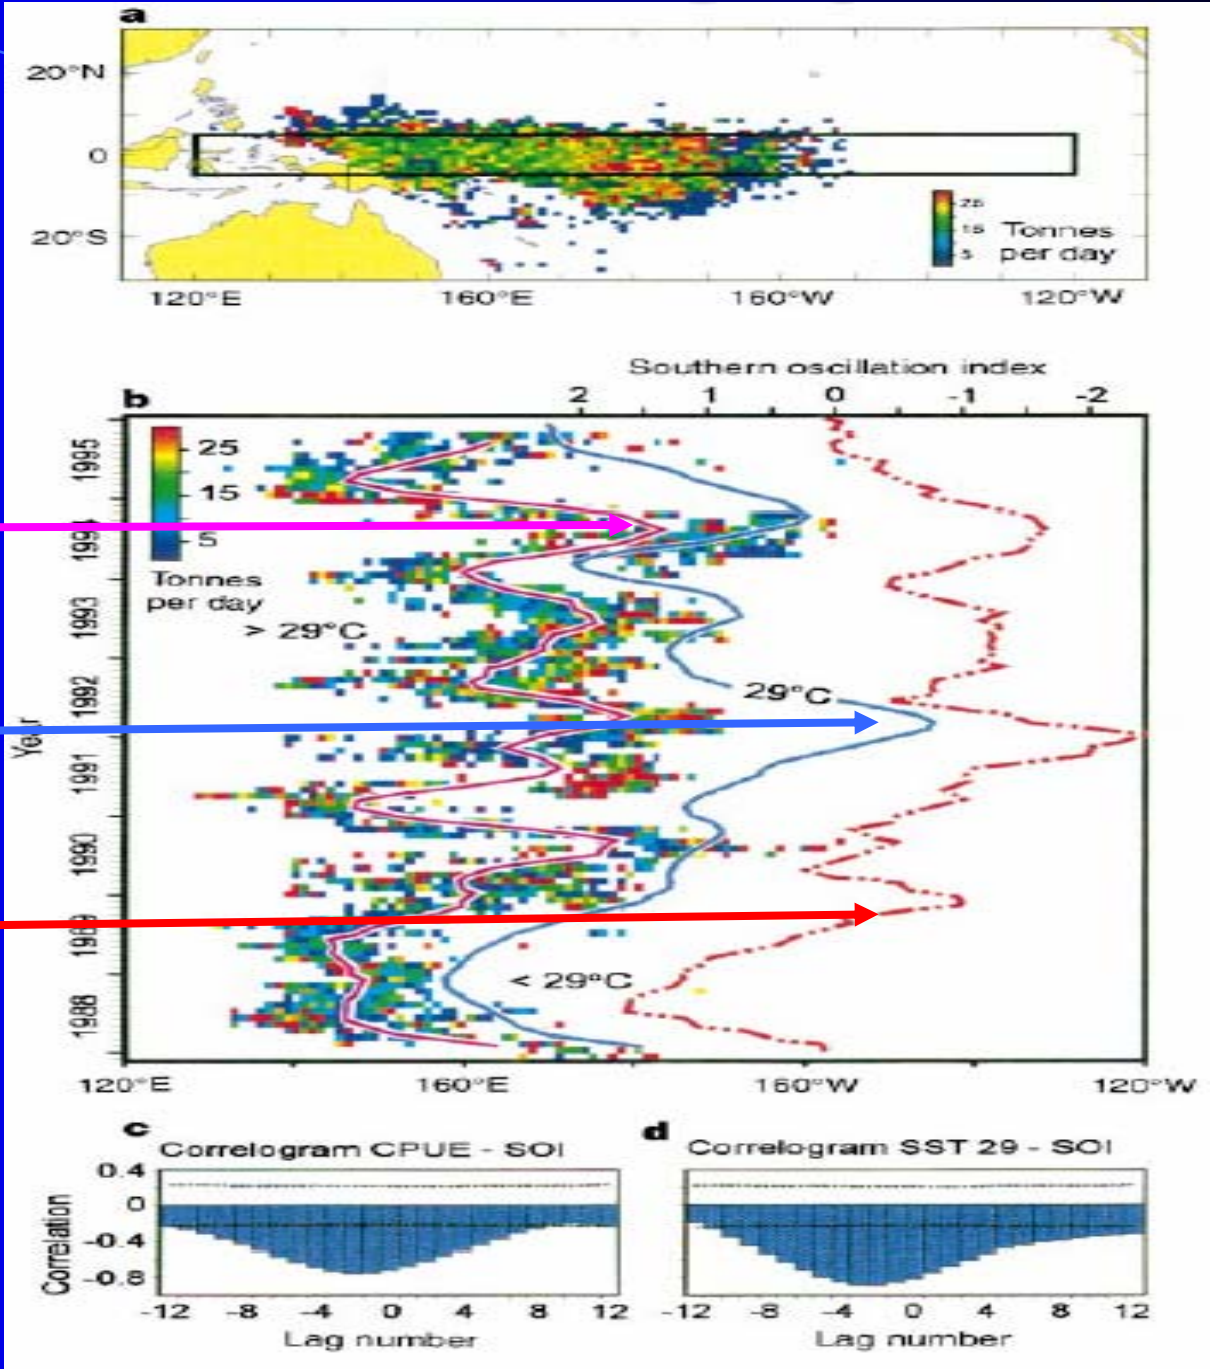 a
20°N
0
20°S
25
15
5
Tonnes
per day
120°E 160°E 160°W 120°W
Southern oscillation index
2 1 0 -1 -2
b
25
15
5
Tonnes
per day
> 29°C
29°C
< 29°C
Year
1995
1994
1993
1992
1991
1990
1989
1988
120°E 160°E 160°W 120°W
c
Correlogram CPUE - SOI
Correlation
0.4
0
-0.4
-0.8
-12 -8 -4 0 4 8 12
Lag number
d
Correlogram SST 29 - SOI
-12 -8 -4 0 4 8 12
Lag number